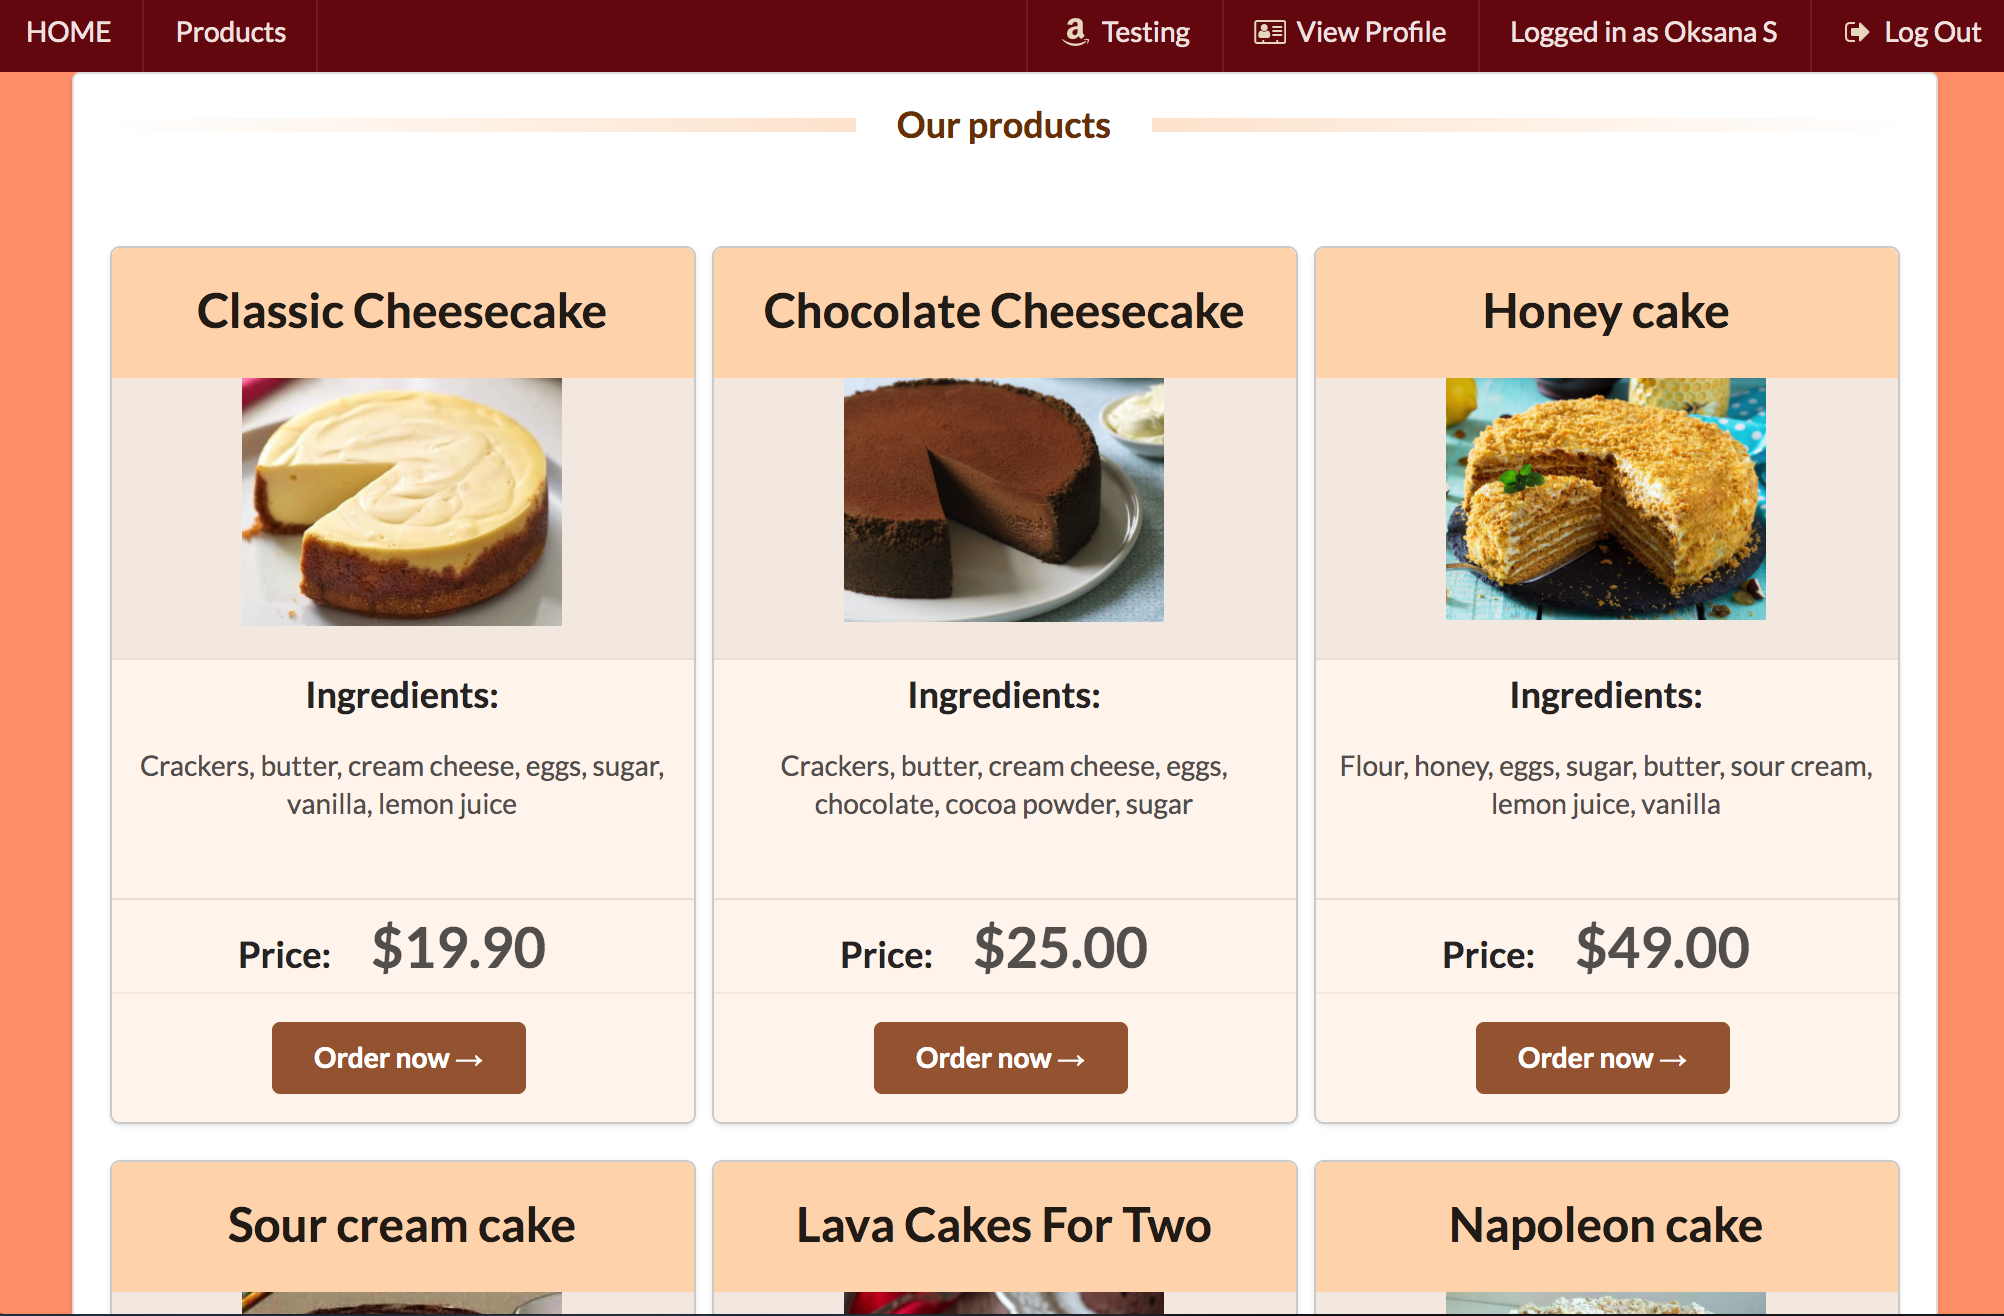 HOME Products Testing View Profile Logged in as Oksana S Log Out
Our products
Classic Cheesecake
Ingredients:
Crackers, butter, cream cheese, eggs, sugar,
vanilla, lemon juice
Price: $19.90
Order now →
Chocolate Cheesecake
Ingredients:
Crackers, butter, cream cheese, eggs,
chocolate, cocoa powder, sugar
Price: $25.00
Order now →
Honey cake
Ingredients:
Flour, honey, eggs, sugar, butter, sour cream,
lemon juice, vanilla
Price: $49.00
Order now →
Sour cream cake
Lava Cakes For Two
Napoleon cake